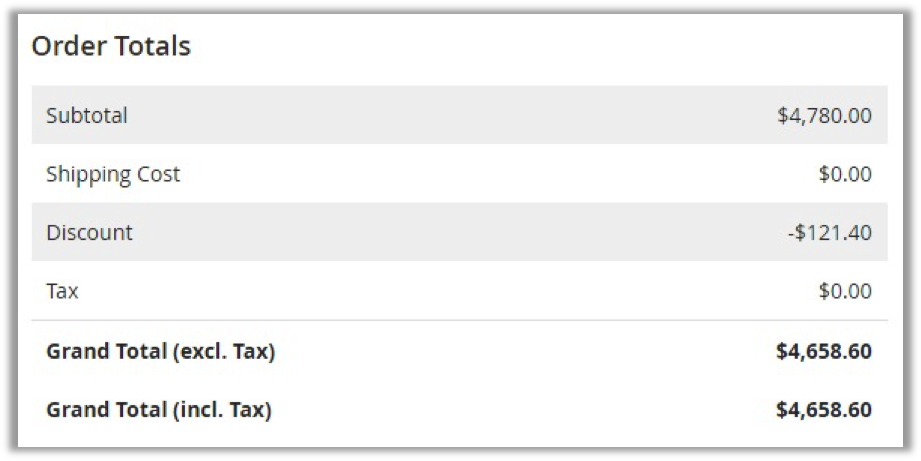 Order Totals
Subtotal $4,780.00
Shipping Cost $0.00
Discount -$121.40
Tax $0.00
Grand Total (excl. Tax) $4,658.60
Grand Total (incl. Tax) $4,658.60